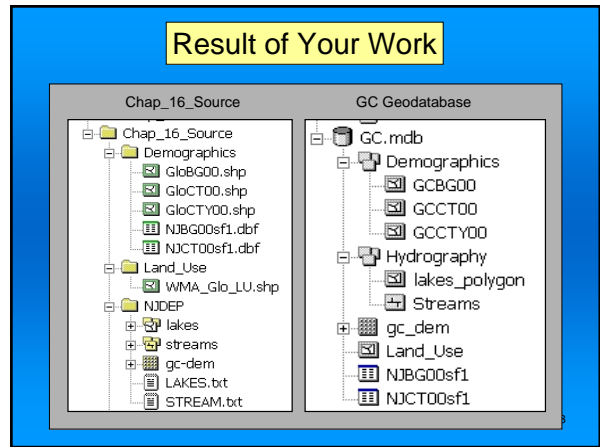 Result of Your Work
Chap_16_Source
Chap_16_Source
Demographics
GloBG00.shp
GloCT00.shp
GloCTY00.shp
NJBG00sf1.dbf
NJCT00sf1.dbf
Land_Use
WMA_Glo_LU.shp
NJDEP
lakes
streams
gc-dem
LAKES.txt
STREAM.txt
GC Geodatabase
GC.mdb
Demographics
GCBG00
GCCT00
GCCTY00
Hydrography
lakes_polygon
Streams
gc_dem
Land_Use
NJBG00sf1
NJCT00sf1